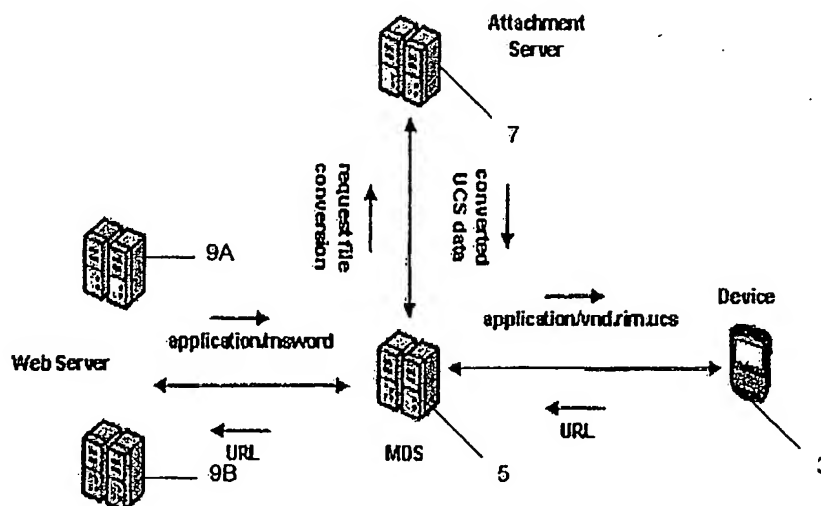 Attachment
Server
7
request file
conversion
converted
UCS data
9A
application/msword
application/vnd.rim.ucs
Device
Web Server
URL
URL
9B
MDS
5
3